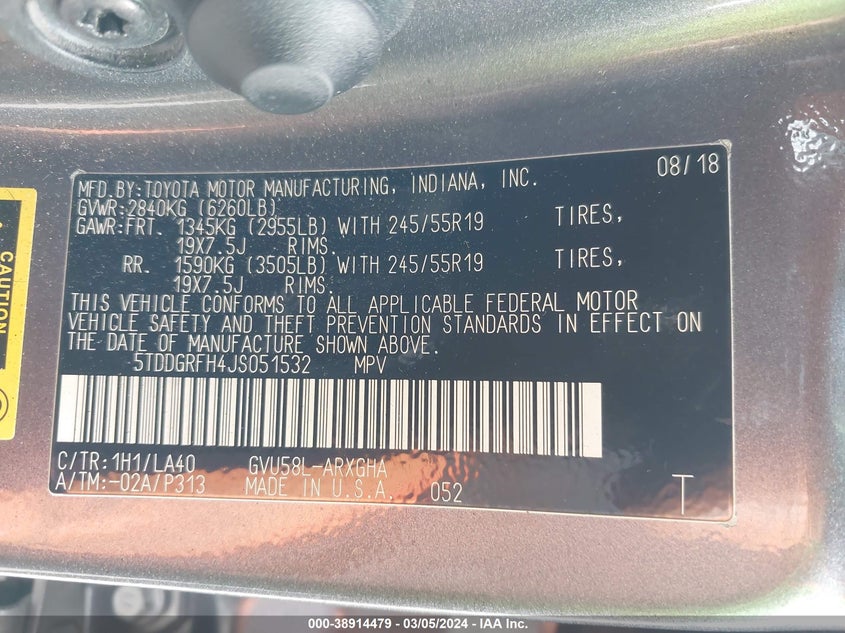 MFD.BY:TOYOTA MOTOR MANUFACTURING, INDIANA, INC. 08/18
GVWR:2840KG (6260LB)
GAWR:FRT. 1345KG (2955LB) WITH 245/55R19 TIRES,
19X7.5J RIMS.
RR. 1590KG (3505LB) WITH 245/55R19 TIRES,
19X7.5J RIMS.
THIS VEHICLE CONFORMS TO ALL APPLICABLE FEDERAL MOTOR
VEHICLE SAFETY AND THEFT PREVENTION STANDARDS IN EFFECT ON
THE DATE OF MANUFACTURE SHOWN ABOVE.
5TDDGRFH4JS051532 MPV
C/TR:1H1/LA40 GVU58L-ARXGHA
A/TM:-02A/P313 MADE IN U.S.A. 052 T
CAUTION
000-38914479 - 03/05/2024 - IAA Inc.